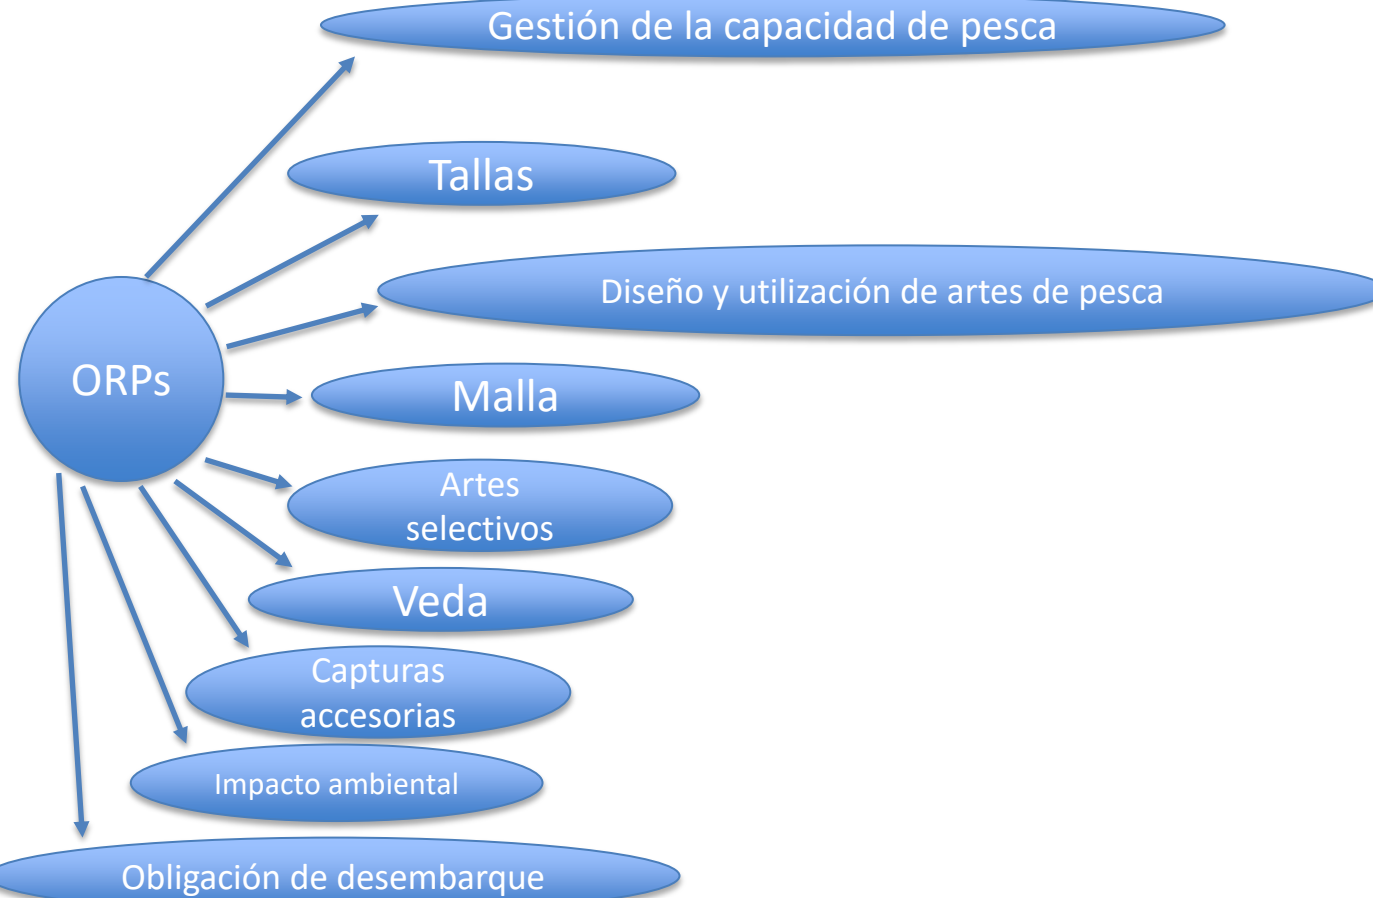 Gestión de la capacidad de pesca
Tallas
Diseño y utilización de artes de pesca
ORPs
Malla
Artes
selectivos
Veda
Capturas
accesorias
Impacto ambiental
Obligación de desembarque